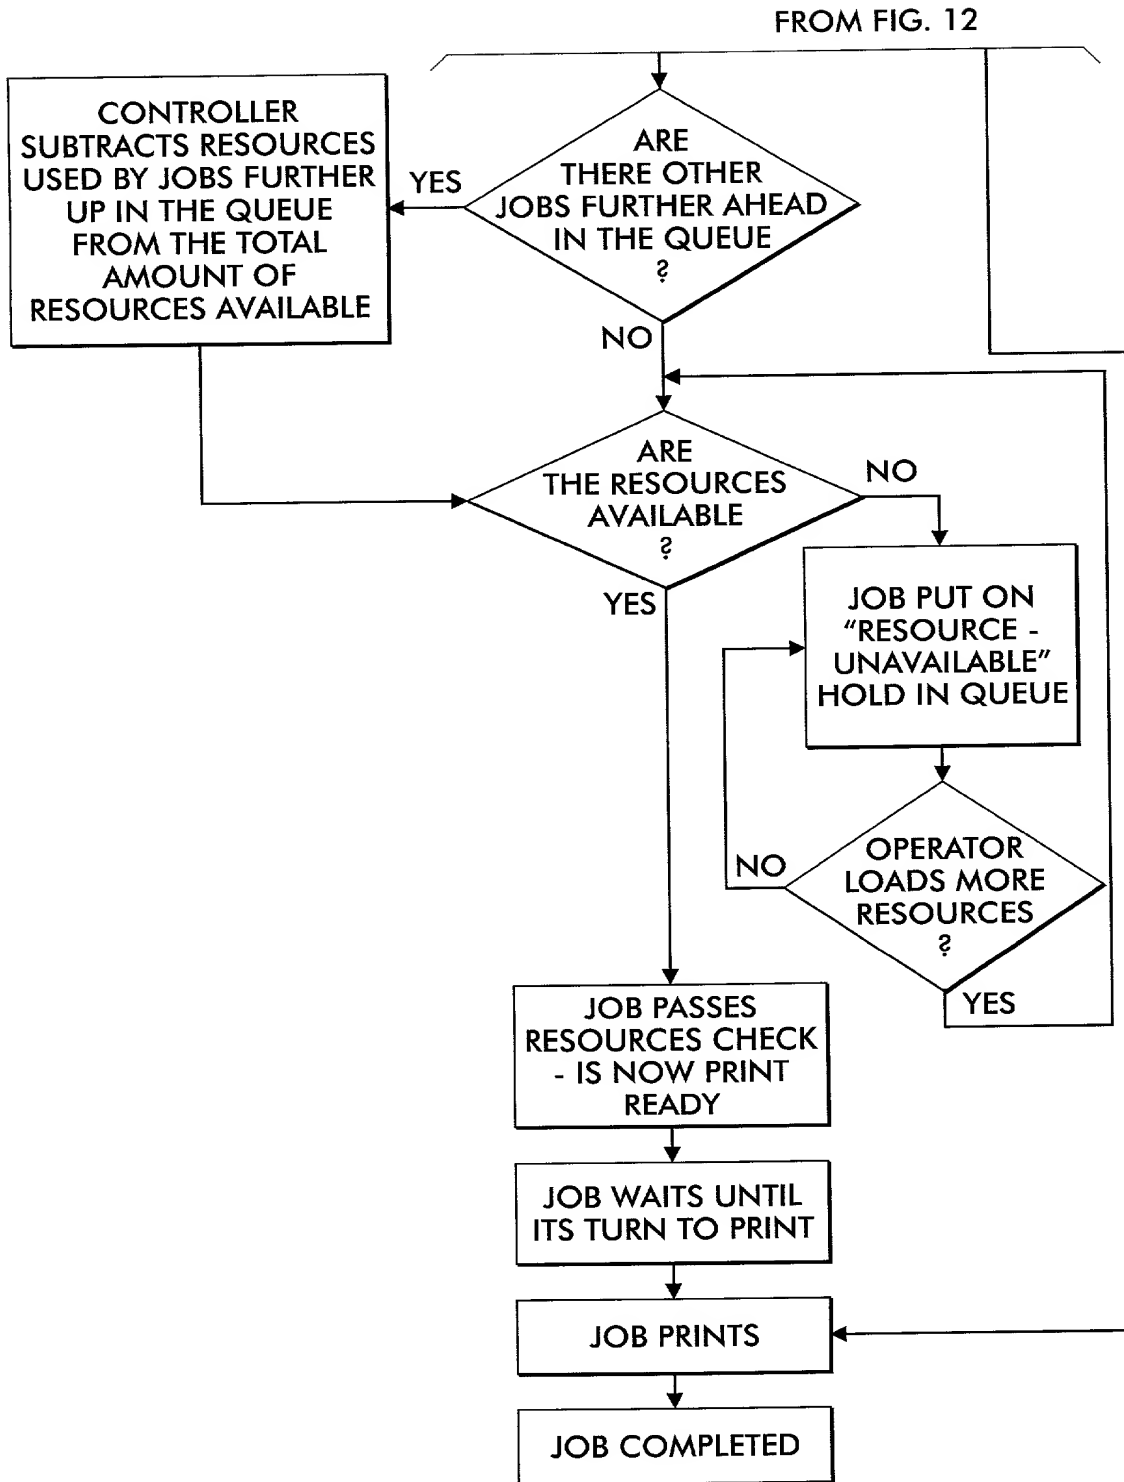 FROM FIG. 12
CONTROLLER
SUBTRACTS RESOURCES
USED BY JOBS FURTHER
UP IN THE QUEUE
FROM THE TOTAL
AMOUNT OF
RESOURCES AVAILABLE
YES
ARE
THERE OTHER
JOBS FURTHER AHEAD
IN THE QUEUE
?
NO
ARE
THE RESOURCES
AVAILABLE
?
NO
YES
JOB PUT ON
“RESOURCE -
UNAVAILABLE”
HOLD IN QUEUE
NO
OPERATOR
LOADS MORE
RESOURCES
?
YES
JOB PASSES
RESOURCES CHECK
- IS NOW PRINT
READY
JOB WAITS UNTIL
ITS TURN TO PRINT
JOB PRINTS
JOB COMPLETED